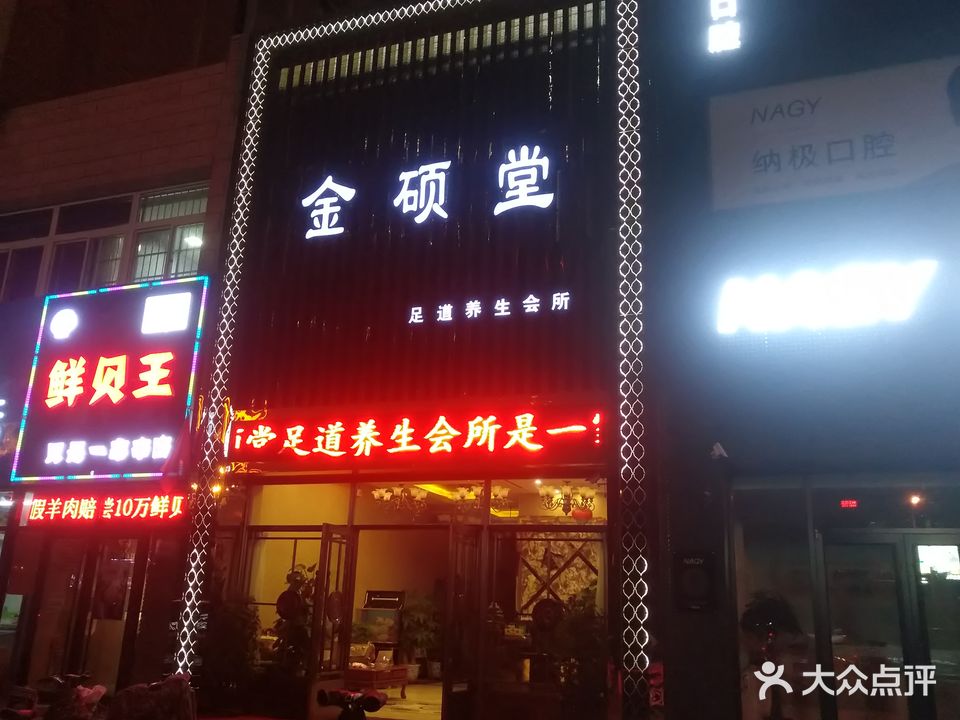 金硕堂
足道养生会所
足道养生会所是一
鲜贝王
假羊肉赔
10万鲜贝
NAGY
纳极口腔
NAGY
大众点评